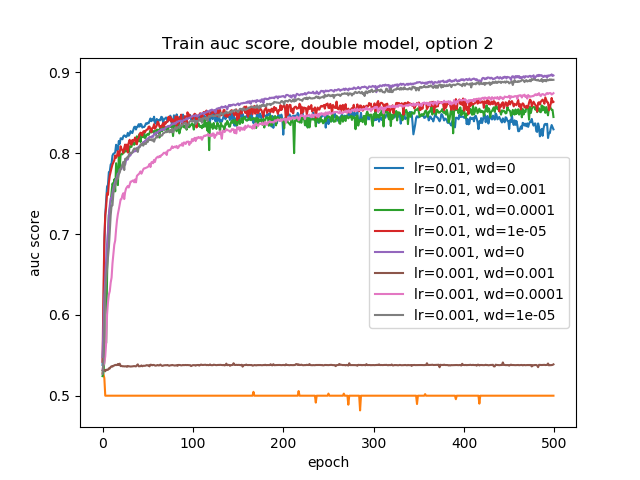 Train auc score, double model, option 2
auc score
0.9
0.8
0.7
0.6
0.5
lr=0.01, wd=0
lr=0.01, wd=0.001
lr=0.01, wd=0.0001
lr=0.01, wd=1e-05
lr=0.001, wd=0
lr=0.001, wd=0.001
lr=0.001, wd=0.0001
lr=0.001, wd=1e-05
0 100 200 300 400 500
epoch